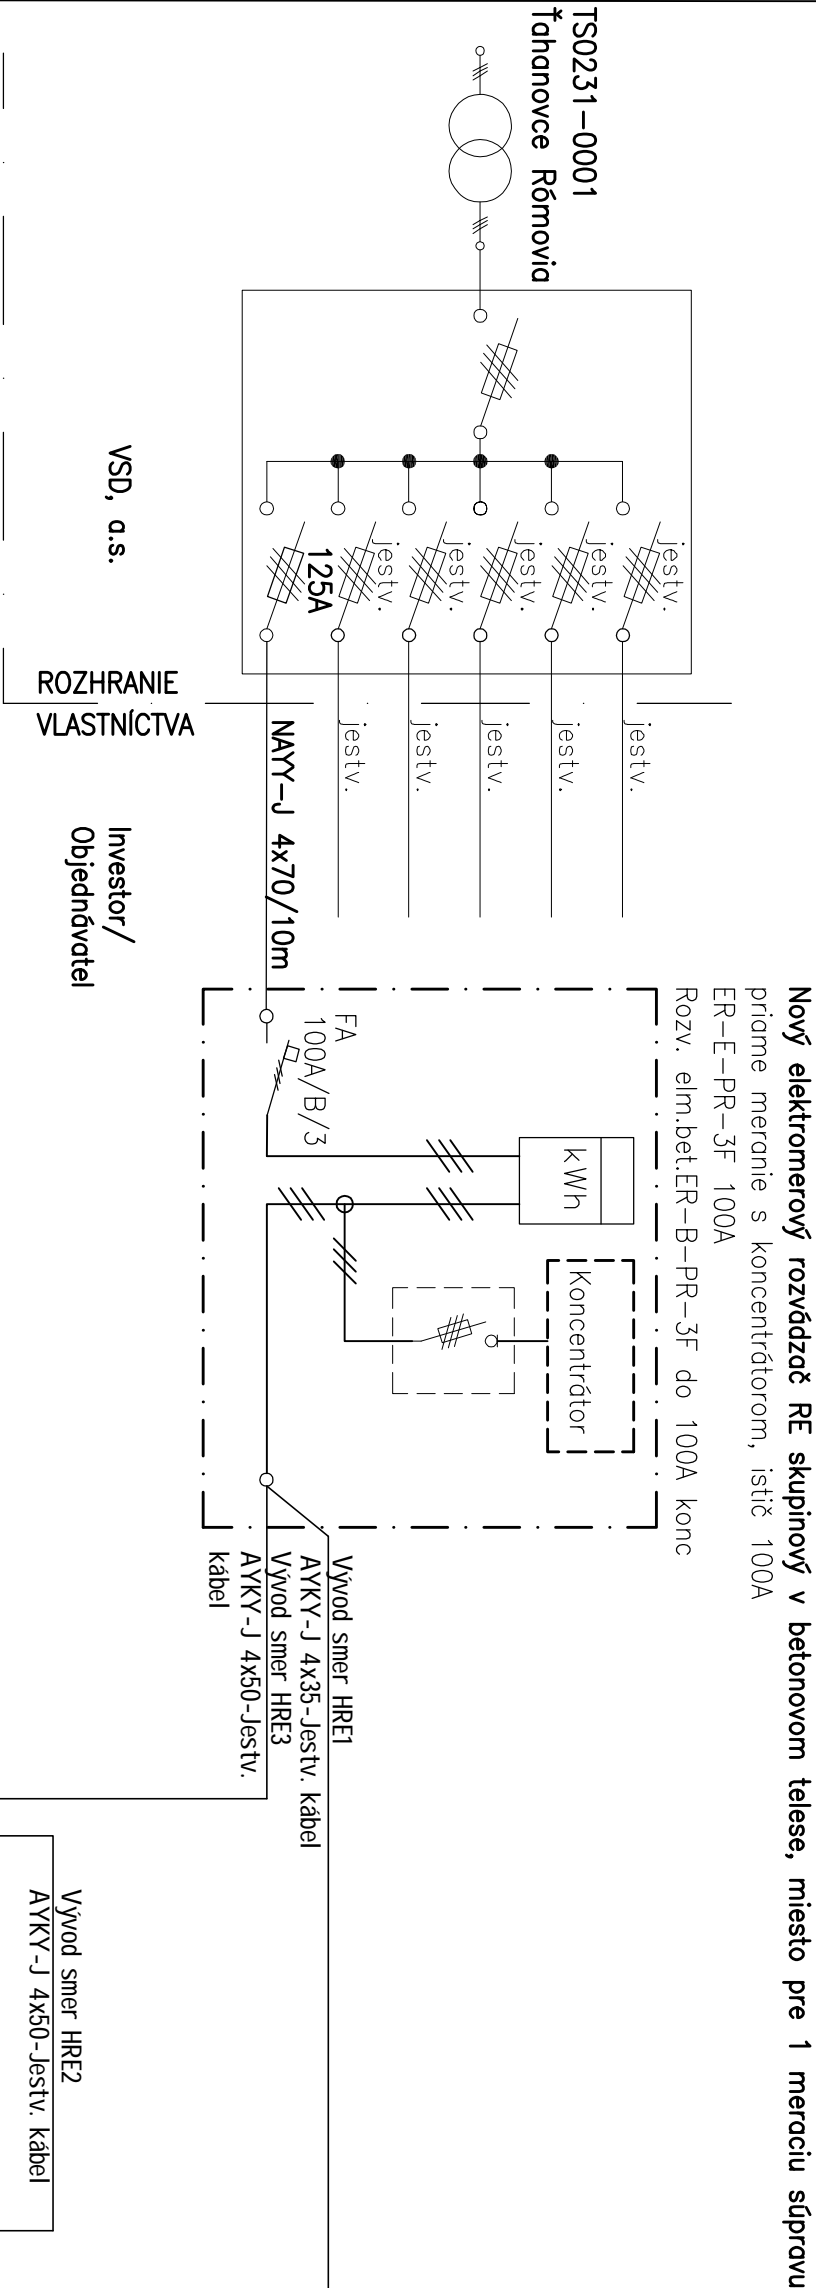 TS0231-0001
Ťahanovce Rómovia
Nový elektromerový rozvádzač RE skupinový v betonovom telese, miesto pre 1 meraciu súpravu
priame meranie s koncentrátorom, istič 100A
ER-E-PR-3F 100A
Rozv. elm.bet.ER-B-PR-3F do 100A konc
jestv.
jestv.
jestv.
jestv.
jestv.
125A
jestv.
jestv.
jestv.
jestv.
jestv.
NAYY-J 4x70/10m
VSD, a.s.
ROZHRANIE
VLASTNÍCTVA
Investor/
Objednávatel
FA
100A/B/3
kWh
Koncentrátor
Vývod smer HRE1
AYKY-J 4x35-Jestv. kábel
Vývod smer HRE3
AYKY-J 4x50-Jestv.
kábel
Vývod smer HRE2
AYKY-J 4x50-Jestv. kábel